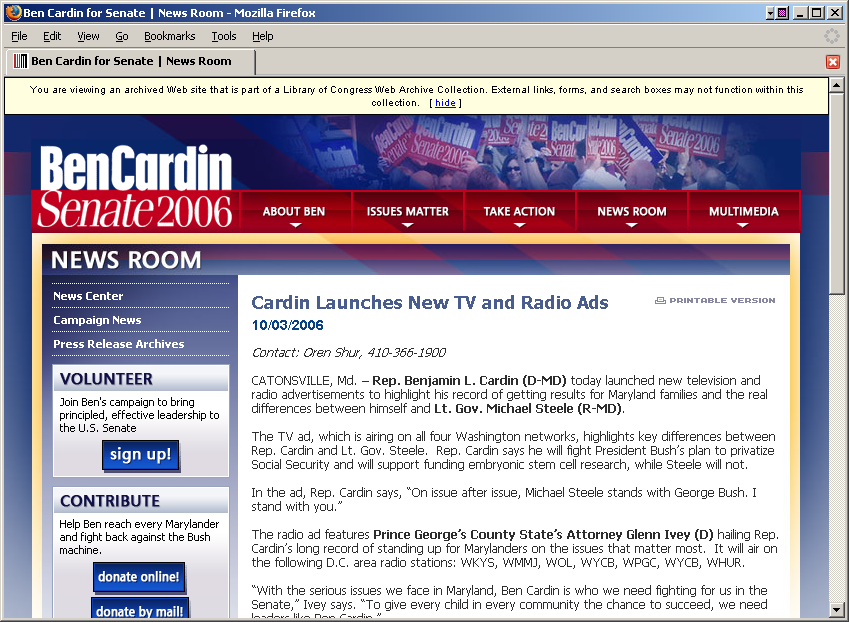 Ben Cardin for Senate | News Room - Mozilla Firefox
File Edit View Go Bookmarks Tools Help
Ben Cardin for Senate | News Room
You are viewing an archived Web site that is part of a Library of Congress Web Archive Collection. External links, forms, and search boxes may not function within this
collection. [ hide ]
Ben Cardin
Senate 2006
ABOUT BEN ISSUES MATTER TAKE ACTION NEWS ROOM MULTIMEDIA
NEWS ROOM
News Center
Campaign News
Press Release Archives
VOLUNTEER
Join Ben's campaign to bring
principled, effective leadership to
the U.S. Senate
sign up!
CONTRIBUTE
Help Ben reach every Marylander
and fight back against the Bush
machine.
donate online!
donate by mail!
Cardin Launches New TV and Radio Ads
PRINTABLE VERSION
10/03/2006
Contact: Oren Shur, 410-366-1900
CATONSVILLE, Md. – Rep. Benjamin L. Cardin (D-MD) today launched new television and
radio advertisements to highlight his record of getting results for Maryland families and the real
differences between himself and Lt. Gov. Michael Steele (R-MD).
The TV ad, which is airing on all four Washington networks, highlights key differences between
Rep. Cardin and Lt. Gov. Steele. Rep. Cardin says he will fight President Bush’s plan to privatize
Social Security and will support funding embryonic stem cell research, while Steele will not.
In the ad, Rep. Cardin says, “On issue after issue, Michael Steele stands with George Bush. I
stand with you.”
The radio ad features Prince George’s County State’s Attorney Glenn Ivey (D) hailing Rep.
Cardin’s long record of standing up for Marylanders on the issues that matter most. It will air on
the following D.C. area radio stations: WKYS, WMMJ, WOL, WYCB, WPGC, WYCB, WHUR.
“With the serious issues we face in Maryland, Ben Cardin is who we need fighting for us in the
Senate,” Ivey says. “To give every child in every community the chance to succeed, we need
leaders like Ben Cardin.”